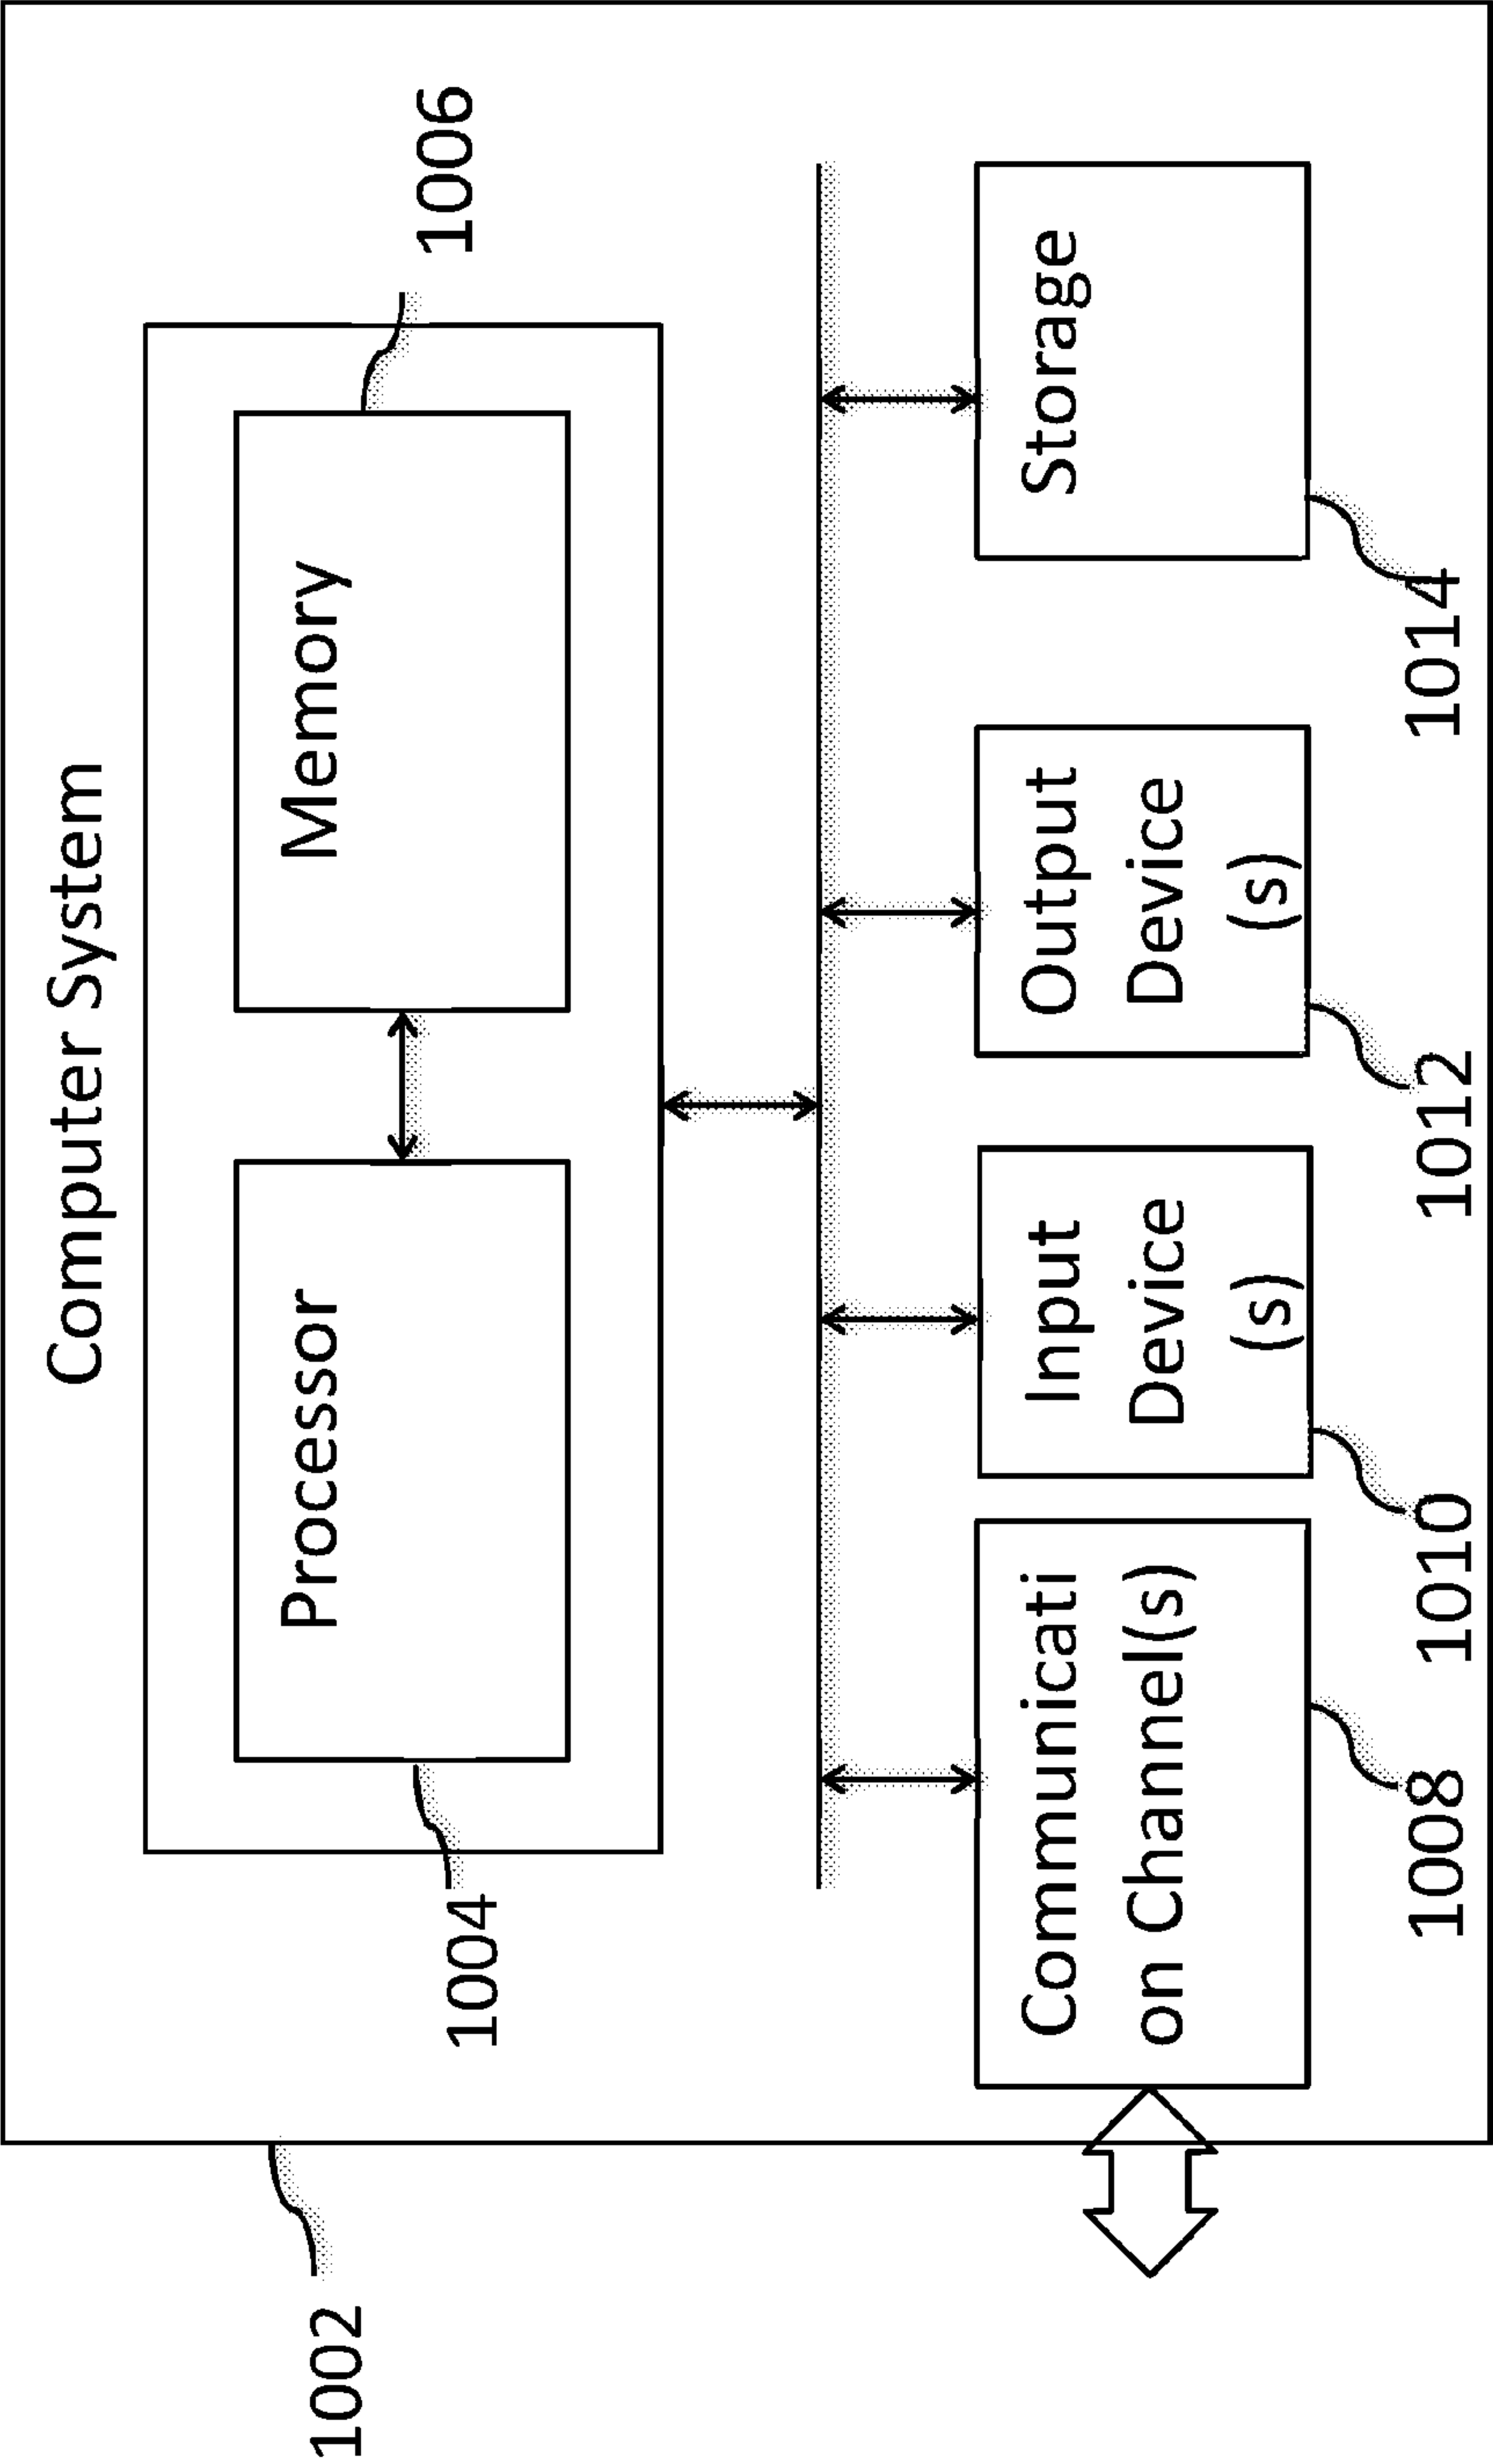 Computer System
1002
Processor
Memory
1004
1006
Communicati
on Channel(s)
Input
Device
(s)
Output
Device
(s)
Storage
1008
1010
1012
1014